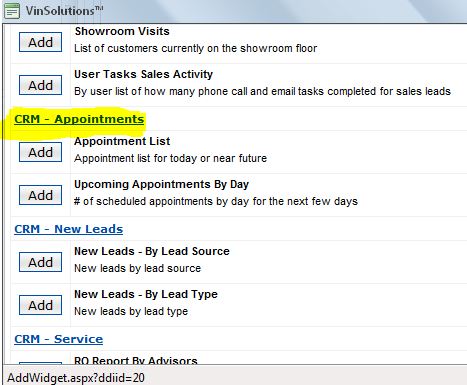 VinSolutions™
Add
Showroom Visits
List of customers currently on the showroom floor
Add
User Tasks Sales Activity
By user list of how many phone call and email tasks completed for sales leads
CRM - Appointments
Add
Appointment List
Appointment list for today or near future
Add
Upcoming Appointments By Day
# of scheduled appointments by day for the next few days
CRM - New Leads
Add
New Leads - By Lead Source
New leads by lead source
Add
New Leads - By Lead Type
New leads by lead type
CRM - Service
RO Report By Advisors
AddWidget.aspx?ddiid=20